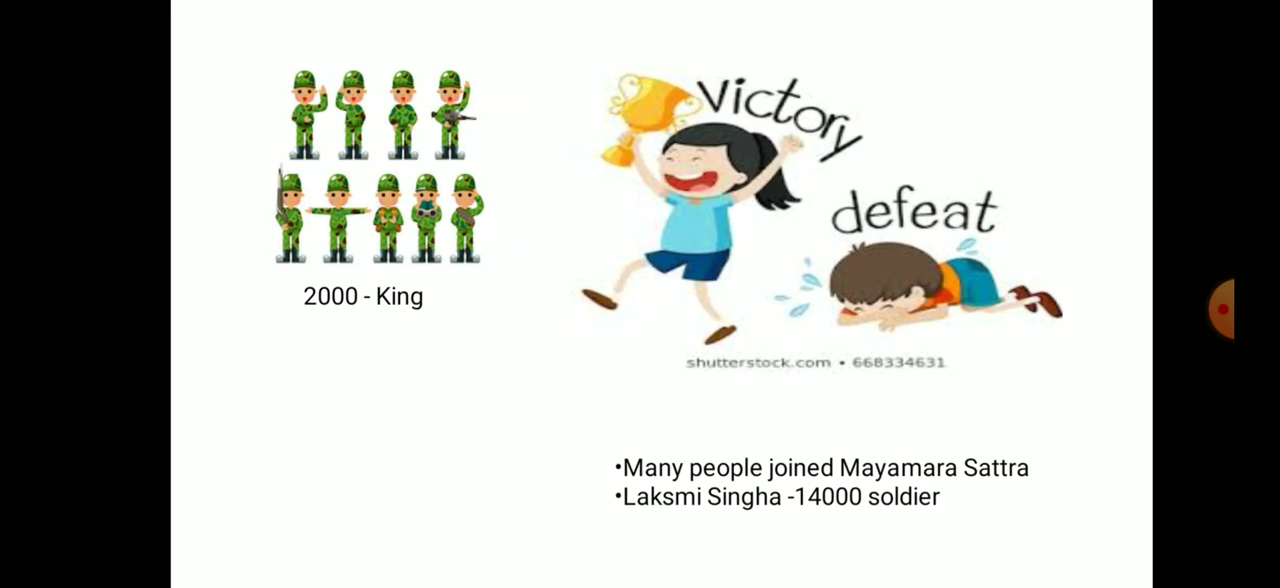 victory
defeat
2000 - King
shutterstock.com • 668334631
•Many people joined Mayamara Sattra
•Laksmi Singha -14000 soldier